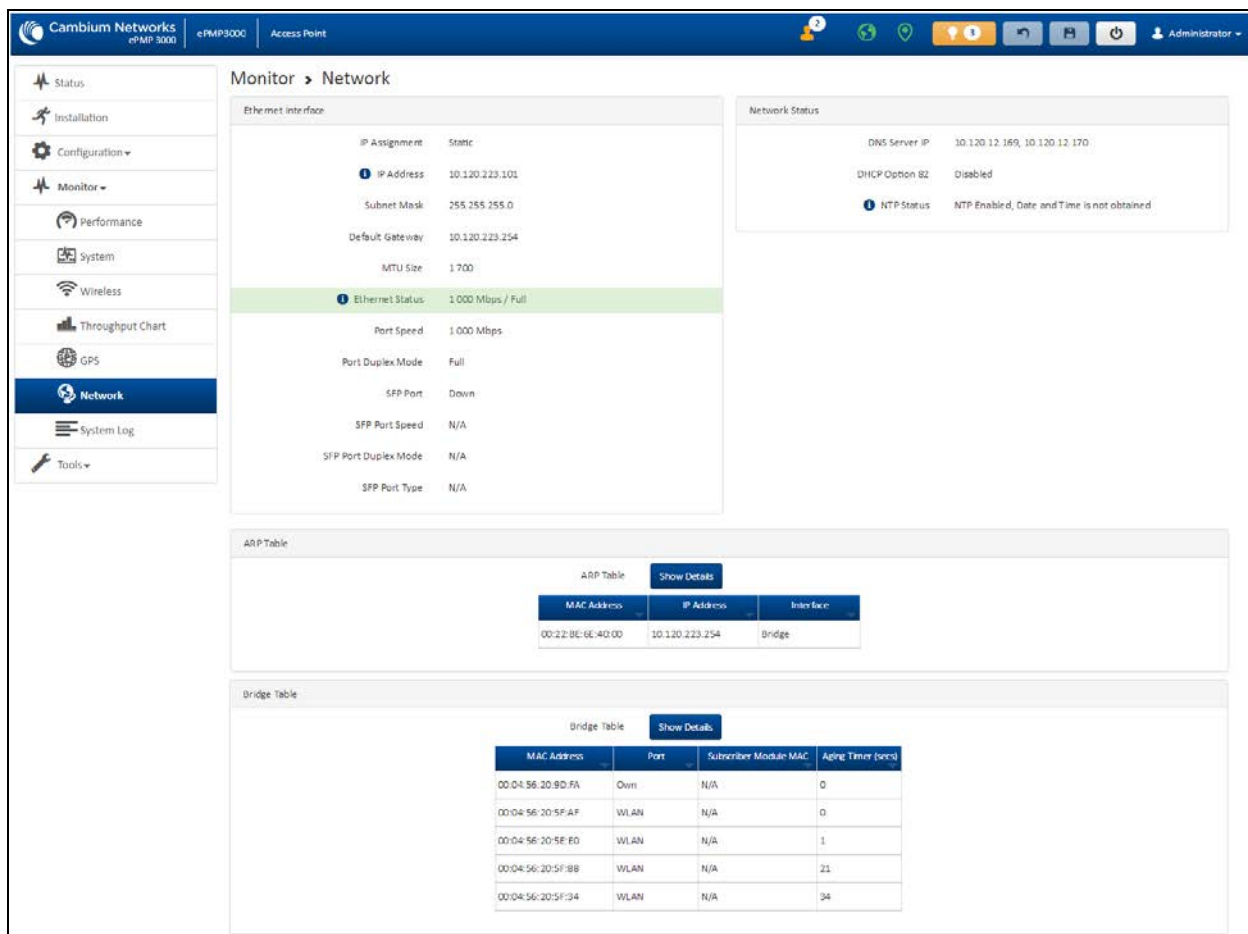 Cambium Networks
ePMP 3000
ePMP3000
Access Point
2
3
Administrator
Status
Installation
Configuration
Monitor
Performance
System
Wireless
Throughput Chart
GPS
Network
System Log
Tools
Monitor > Network
Ethernet Interface
IP Assignment Static
IP Address 10.120.223.101
Subnet Mask 255.255.255.0
Default Gateway 10.120.223.254
MTU Size 1700
Ethernet Status 1000 Mbps / Full
Port Speed 1000 Mbps
Port Duplex Mode Full
SFP Port Down
SFP Port Speed N/A
SFP Port Duplex Mode N/A
SFP Port Type N/A
Network Status
DNS Server IP 10.120.12.169, 10.120.12.170
DHCP Option 82 Disabled
NTP Status NTP Enabled, Date and Time is not obtained
ARP Table
ARP Table Show Details
MAC Address IP Address Interface
00:22:BE:6E:40:00 10.120.223.254 Bridge
Bridge Table
Bridge Table Show Details
MAC Address Port Subscriber Module MAC Aging Timer (secs)
00:04:56:20:9D:FA Own N/A 0
00:04:56:20:5F:AF WLAN N/A 0
00:04:56:20:5E:E0 WLAN N/A 1
00:04:56:20:5F:BB WLAN N/A 21
00:04:56:20:5F:34 WLAN N/A 34